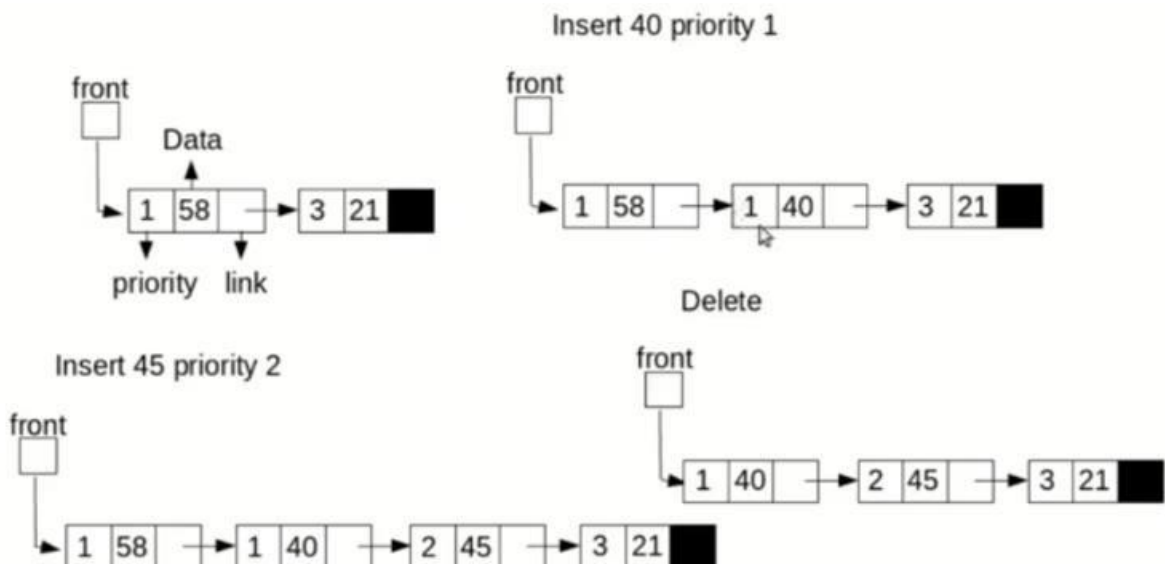 Insert 40 priority 1
front
Data
1 58
3 21
priority link
front
1 58
1 40
3 21
Delete
Insert 45 priority 2
front
1 58
1 40
2 45
3 21
front
1 40
2 45
3 21